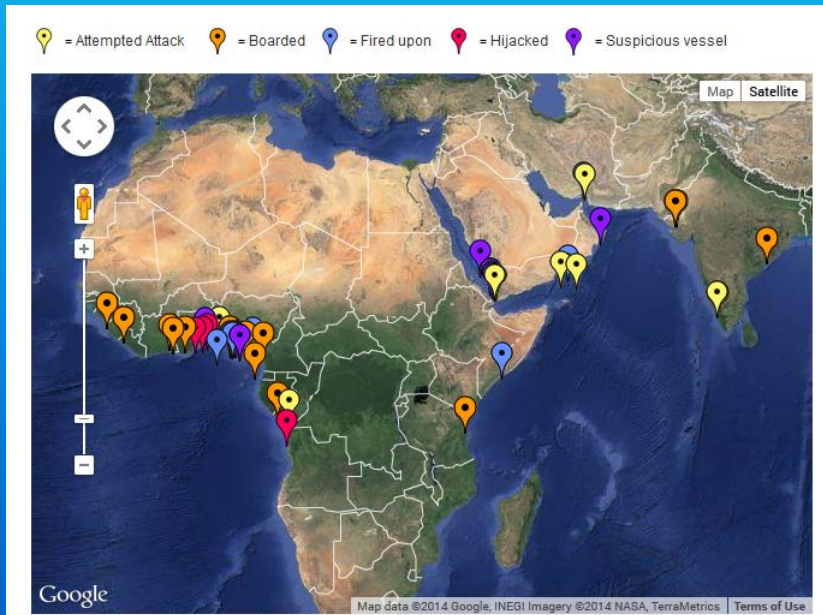 = Attempted Attack = Boarded = Fired upon = Hijacked = Suspicious vessel
Map Satellite
Google
Map data ©2014 Google, INEGI Imagery ©2014 NASA, TerraMetrics Terms of Use